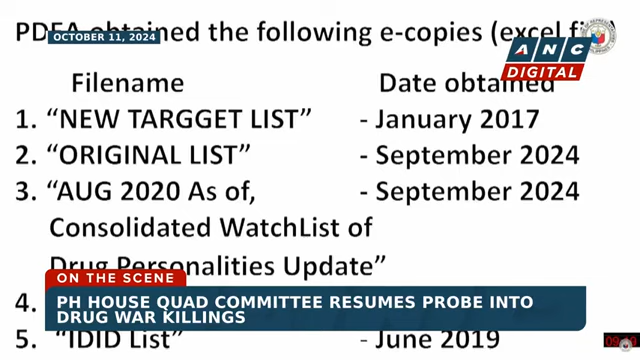 PDEA obtained the following e-copies (excel fi
OCTOBER 11, 2024
ANC
DIGITAL
Filename Date obtained
1. “NEW TARGGET LIST” - January 2017
2. “ORIGINAL LIST” - September 2024
3. “AUG 2020 As of, - September 2024
Consolidated WatchList of
Drug Personalities Update”
ON THE SCENE
PH HOUSE QUAD COMMITTEE RESUMES PROBE INTO
DRUG WAR KILLINGS
4.
5. “IDID List” - June 2019